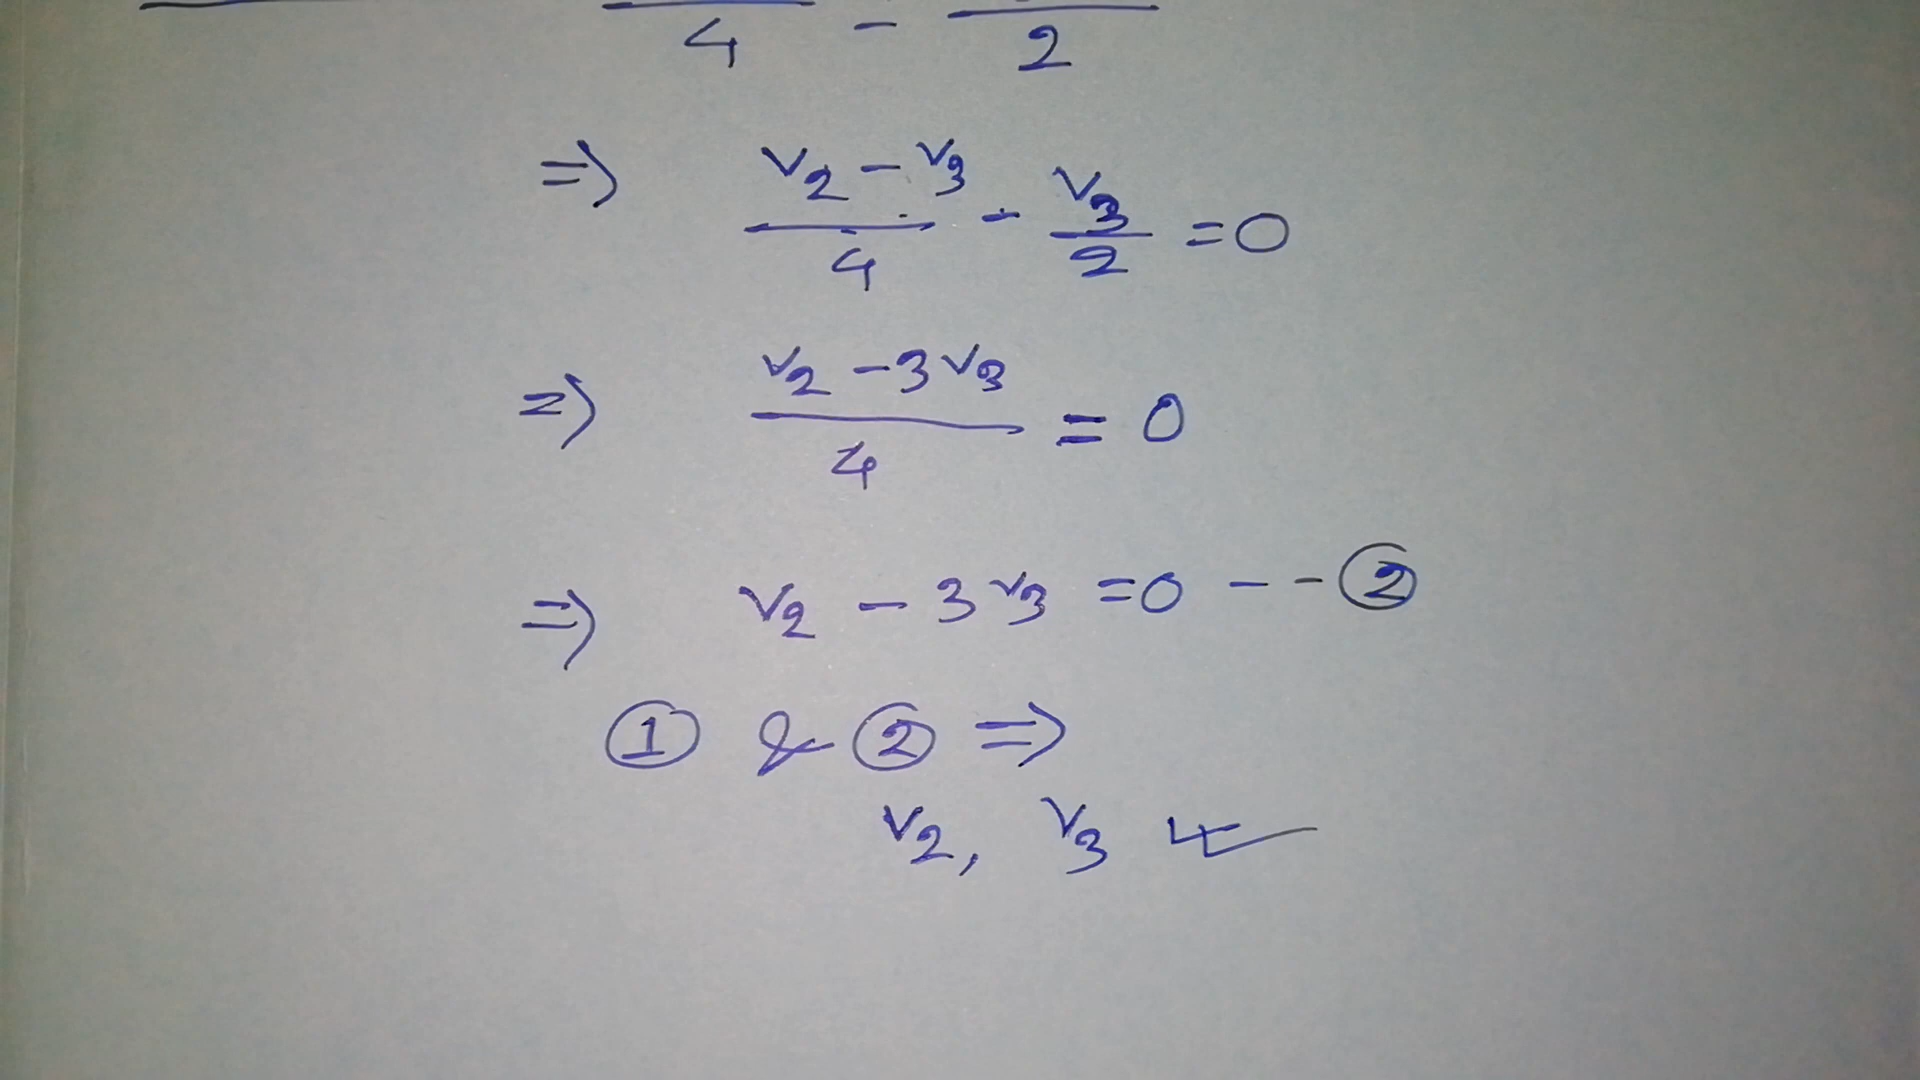 4 - 2
=> v2 - v3 / 4 - v3 / 2 = 0
=> v2 - 3v3 / 4 = 0
=> v2 - 3v3 = 0 - - ②
① & ② =>
v2, v3